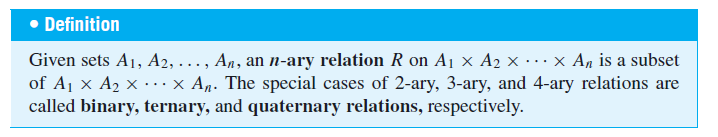 • Definition
Given sets A₁, A₂, . . . , Aₙ, an n-ary relation R on A₁ × A₂ × · · · × Aₙ is a subset
of A₁ × A₂ × · · · × Aₙ. The special cases of 2-ary, 3-ary, and 4-ary relations are
called binary, ternary, and quaternary relations, respectively.